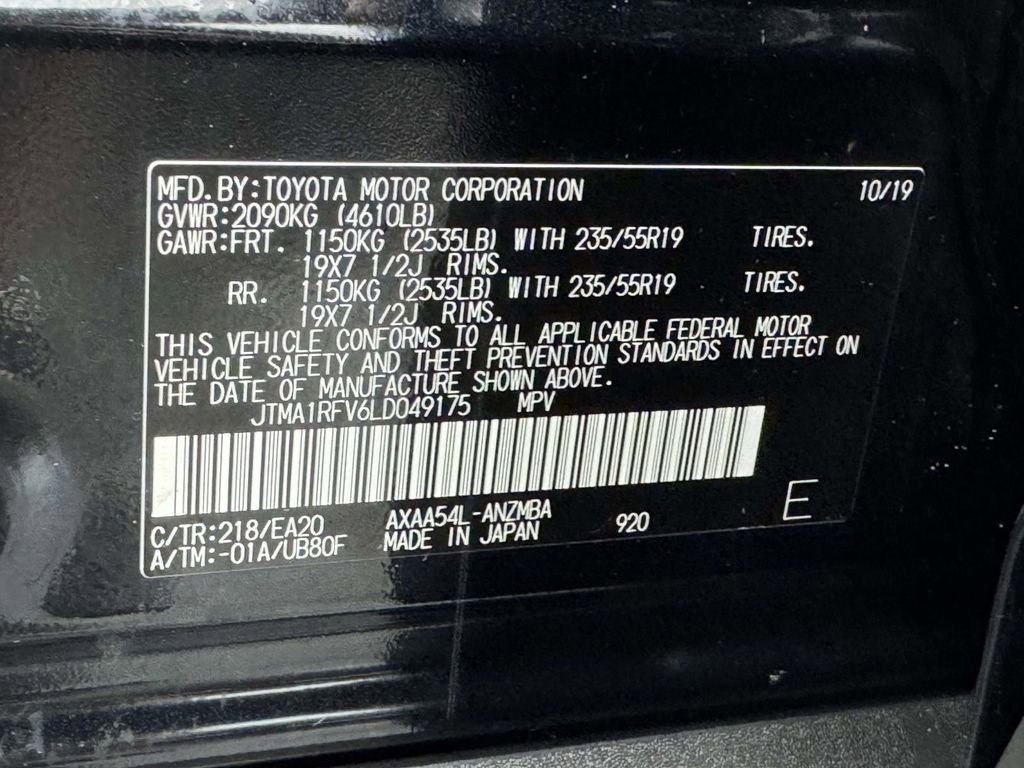 MFD.BY:TOYOTA MOTOR CORPORATION 10/19
GVWR:2090KG (4610LB)
GAWR:FRT. 1150KG (2535LB) WITH 235/55R19 TIRES.
19X7 1/2J RIMS.
RR. 1150KG (2535LB) WITH 235/55R19 TIRES.
19X7 1/2J RIMS.
THIS VEHICLE CONFORMS TO ALL APPLICABLE FEDERAL MOTOR
VEHICLE SAFETY AND THEFT PREVENTION STANDARDS IN EFFECT ON
THE DATE OF MANUFACTURE SHOWN ABOVE.
JTMA1RFV6LD049175 MPV
C/TR:218/EA20 AXAA54L-ANZMBA 920 E
A/TM:-01A/UB80F MADE IN JAPAN